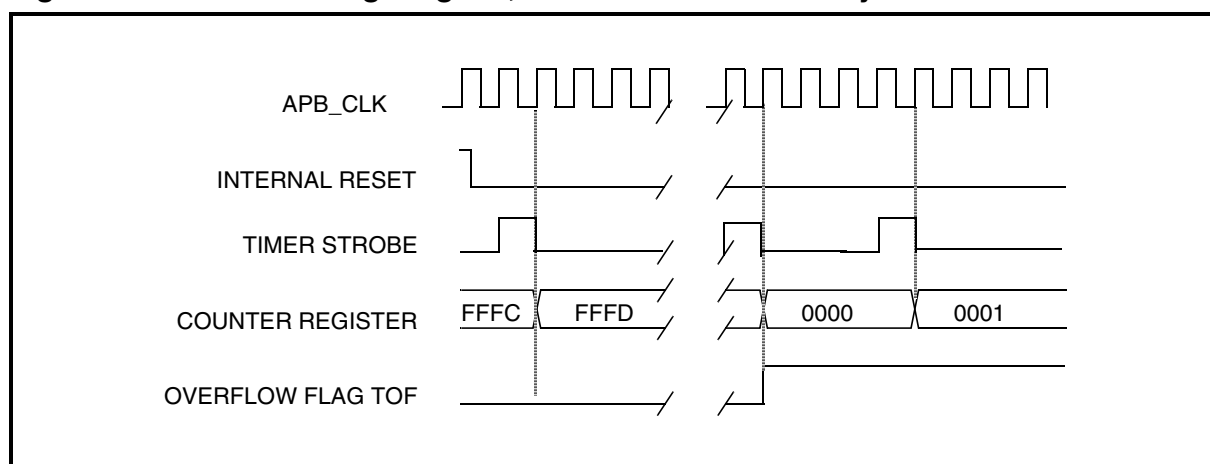 APB_CLK
INTERNAL RESET
TIMER STROBE
COUNTER REGISTER FFFC FFFD 0000 0001
OVERFLOW FLAG TOF